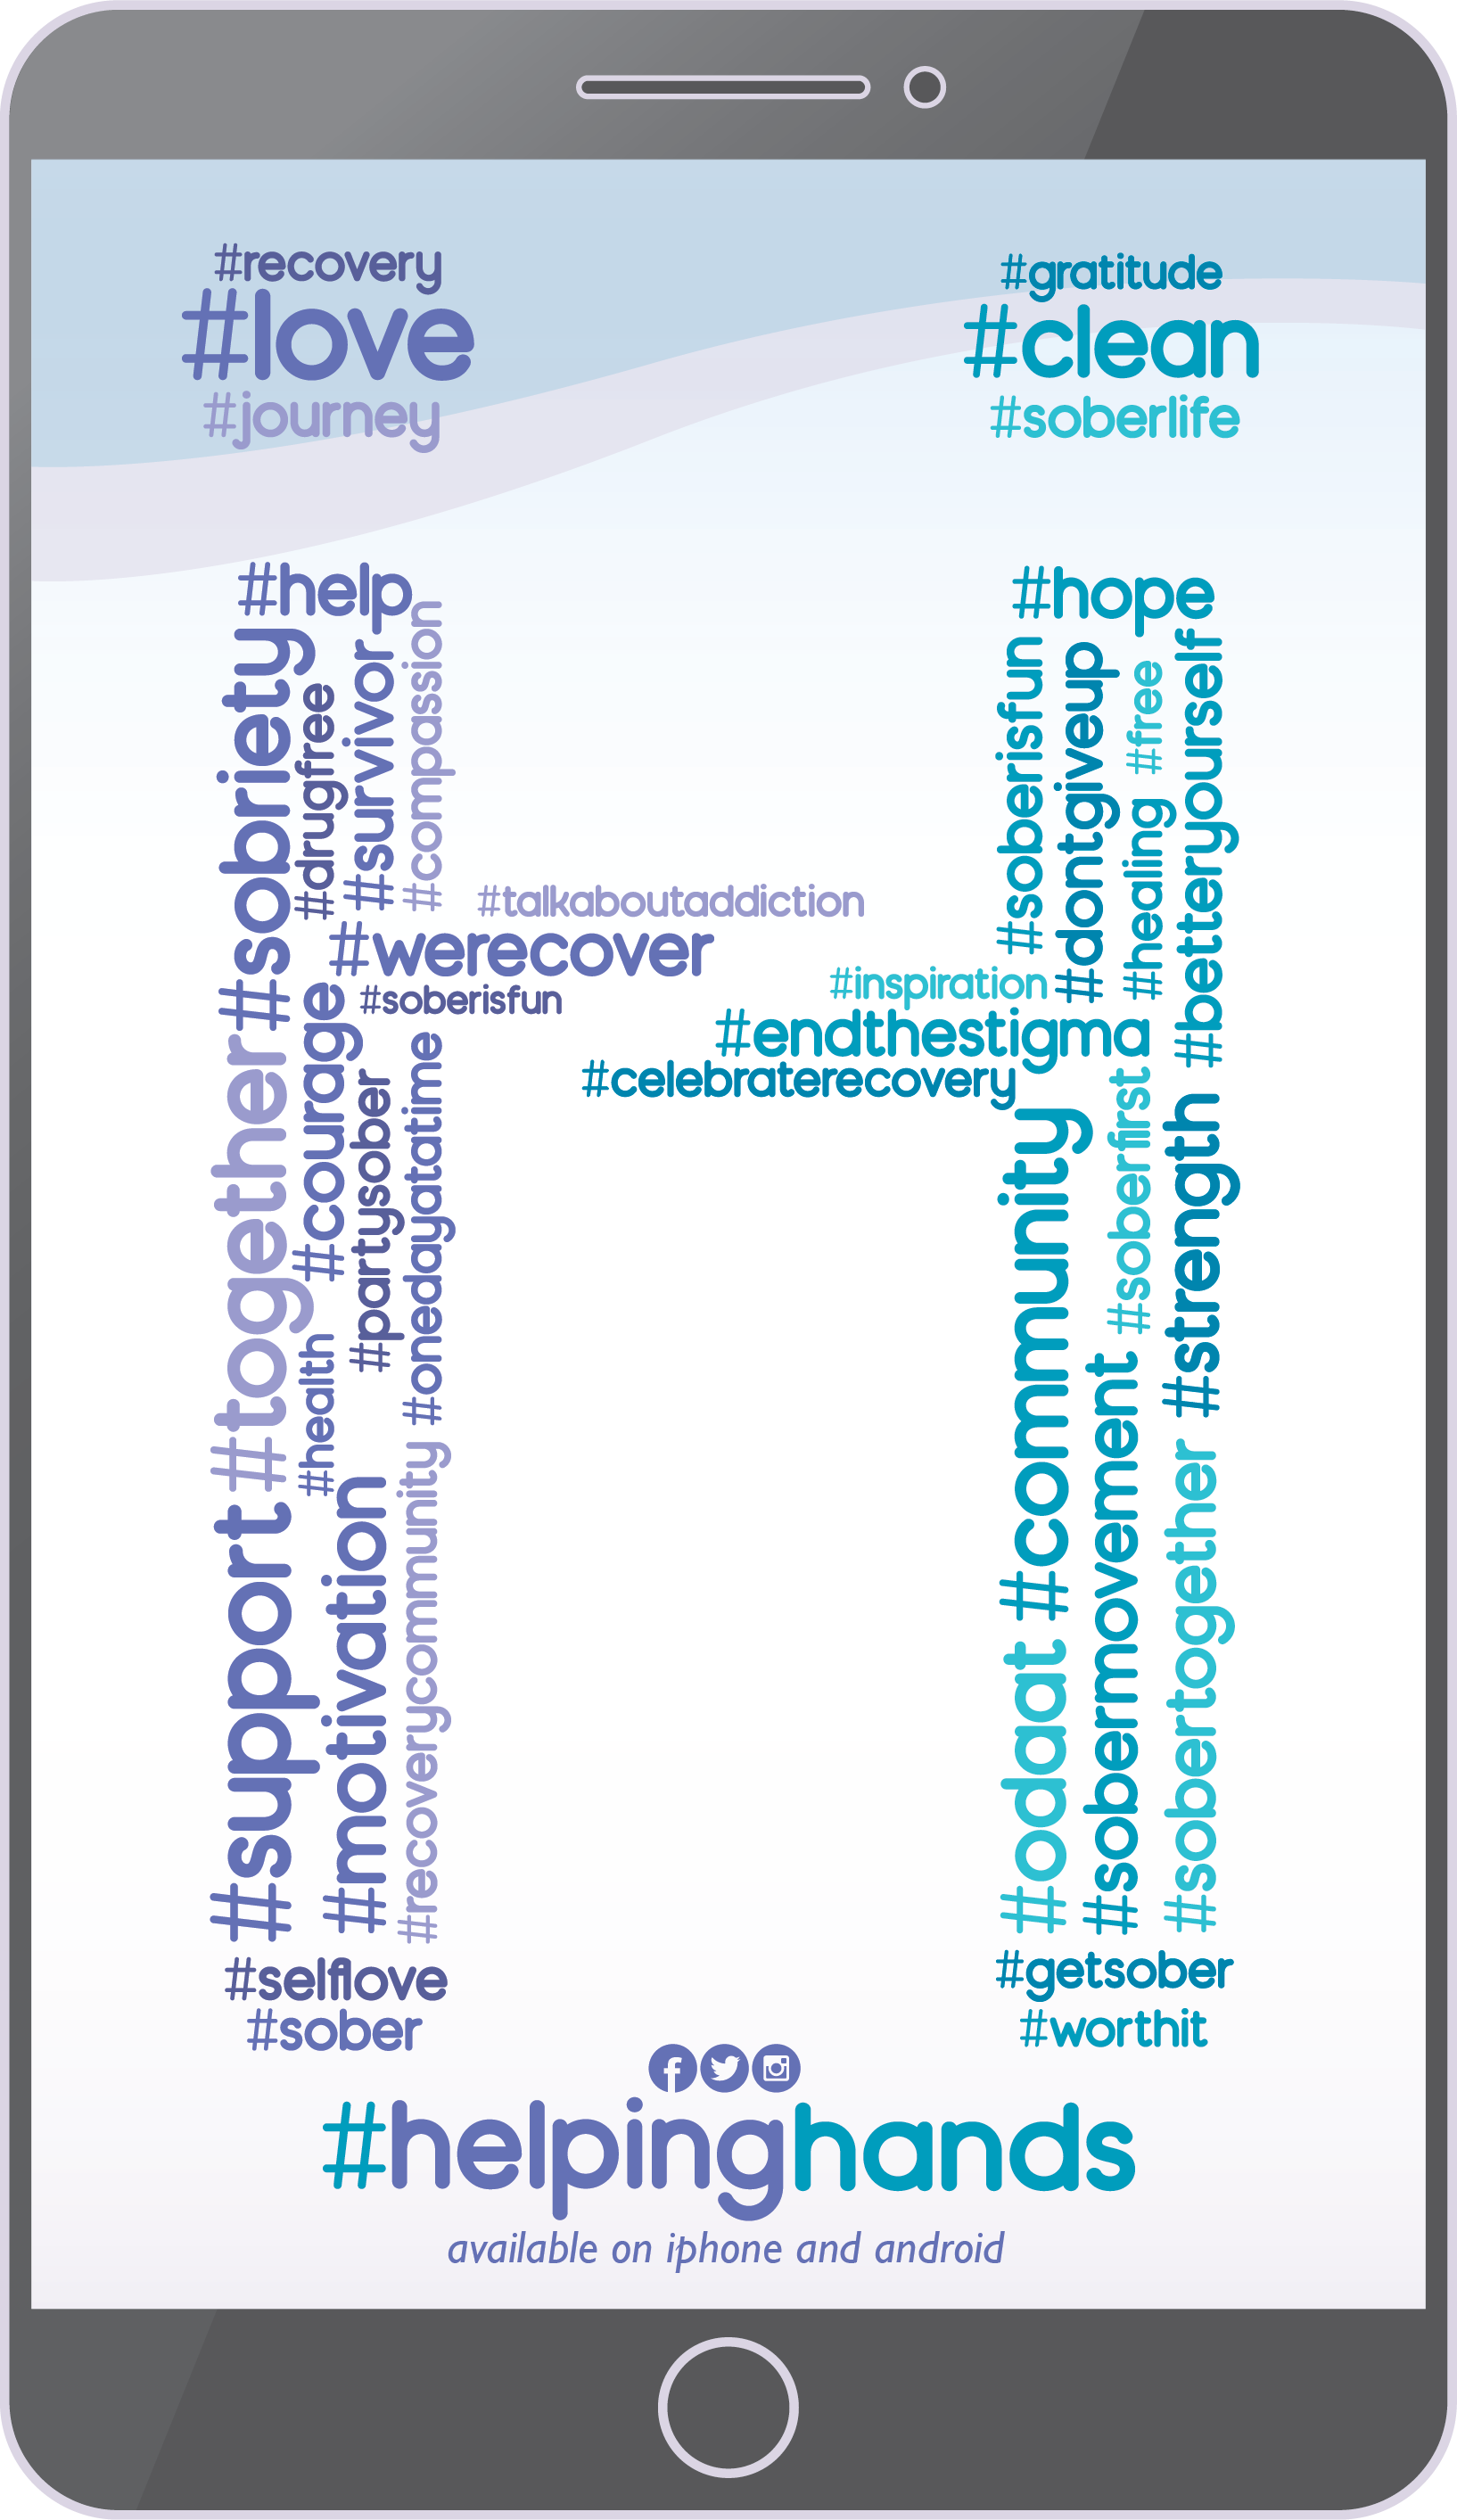 #recovery
#love
#journey
#gratitude
#clean
#soberlife
#help
#sobriety
#drugfree
#survivor
#compassion
#talkaboutaddiction
#werecover
#soberisfun
#together
#courage
#partysober
#onedayatatime
#health
#support
#motivation
#recoverycommunity
#selflove
#sober
#hope
#soberisfun
#dontgiveup
#free
#healing
#betteryourself
#inspiration
#endthestigma
#celebraterecovery
#community
#soberfirst
#strength
#odaat
#sobermovement
#sobertogether
#getsober
#worthit
#helpinghands
available on iphone and android